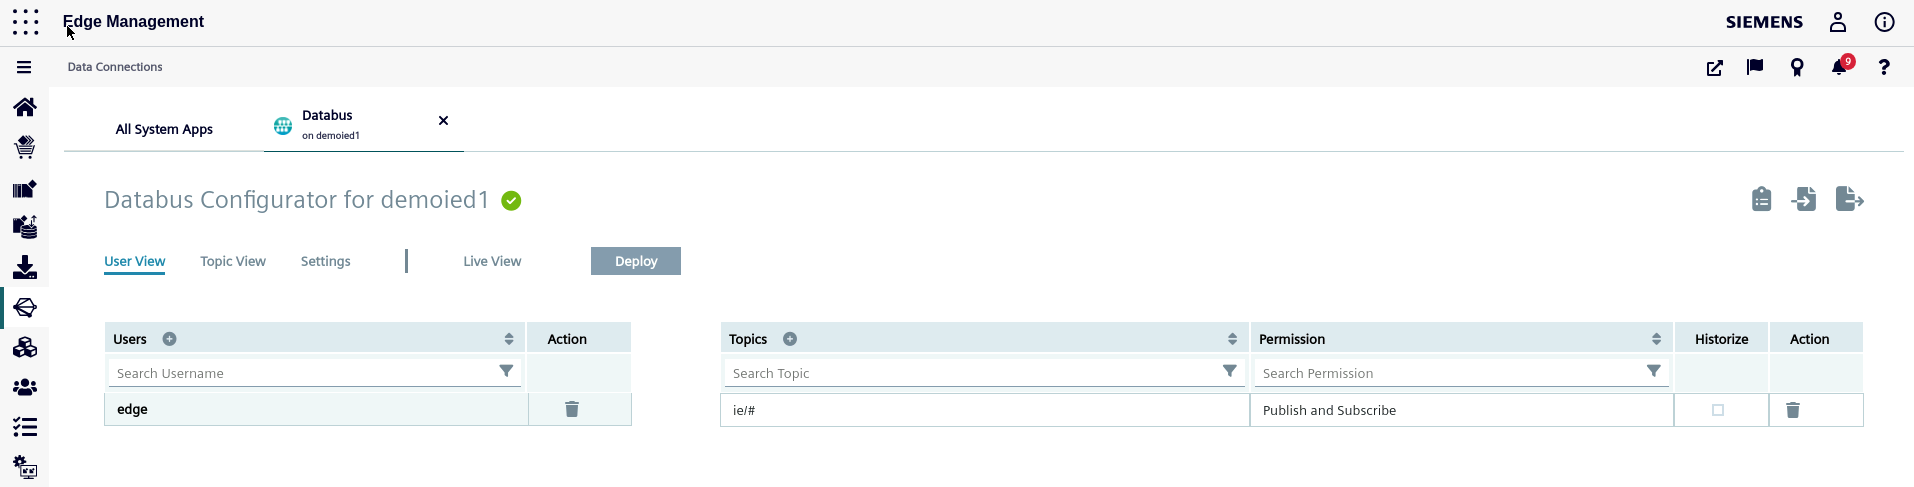 Edge Management
SIEMENS
Data Connections
9
All System Apps
Databus
on demoied1
Databus Configurator for demoied1
User View
Topic View
Settings
Live View
Deploy
Users
Action
Topics
Permission
Historize
Action
Search Username
Search Topic
Search Permission
edge
ie/#
Publish and Subscribe